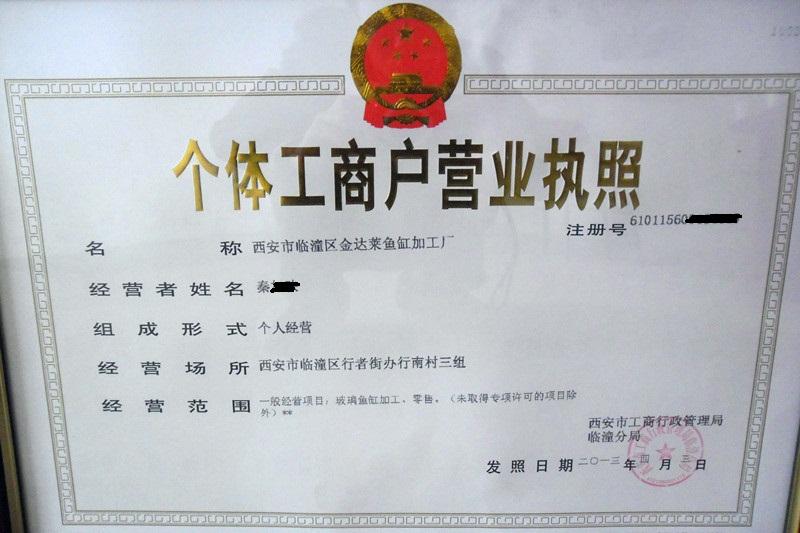 个体工商户营业执照
注册号 61011560
名 称 西安市临潼区金达莱鱼缸加工厂
经营者姓名 秦
组成形式 个人经营
经营场所 西安市临潼区行者街办行南村三组
经营范围 一般经营项目：玻璃鱼缸加工、零售。（未取得专项许可的项目除
外）**
西安市工商行政管理局
临潼分局
发照日期 二〇一三 年 四 月 三 日